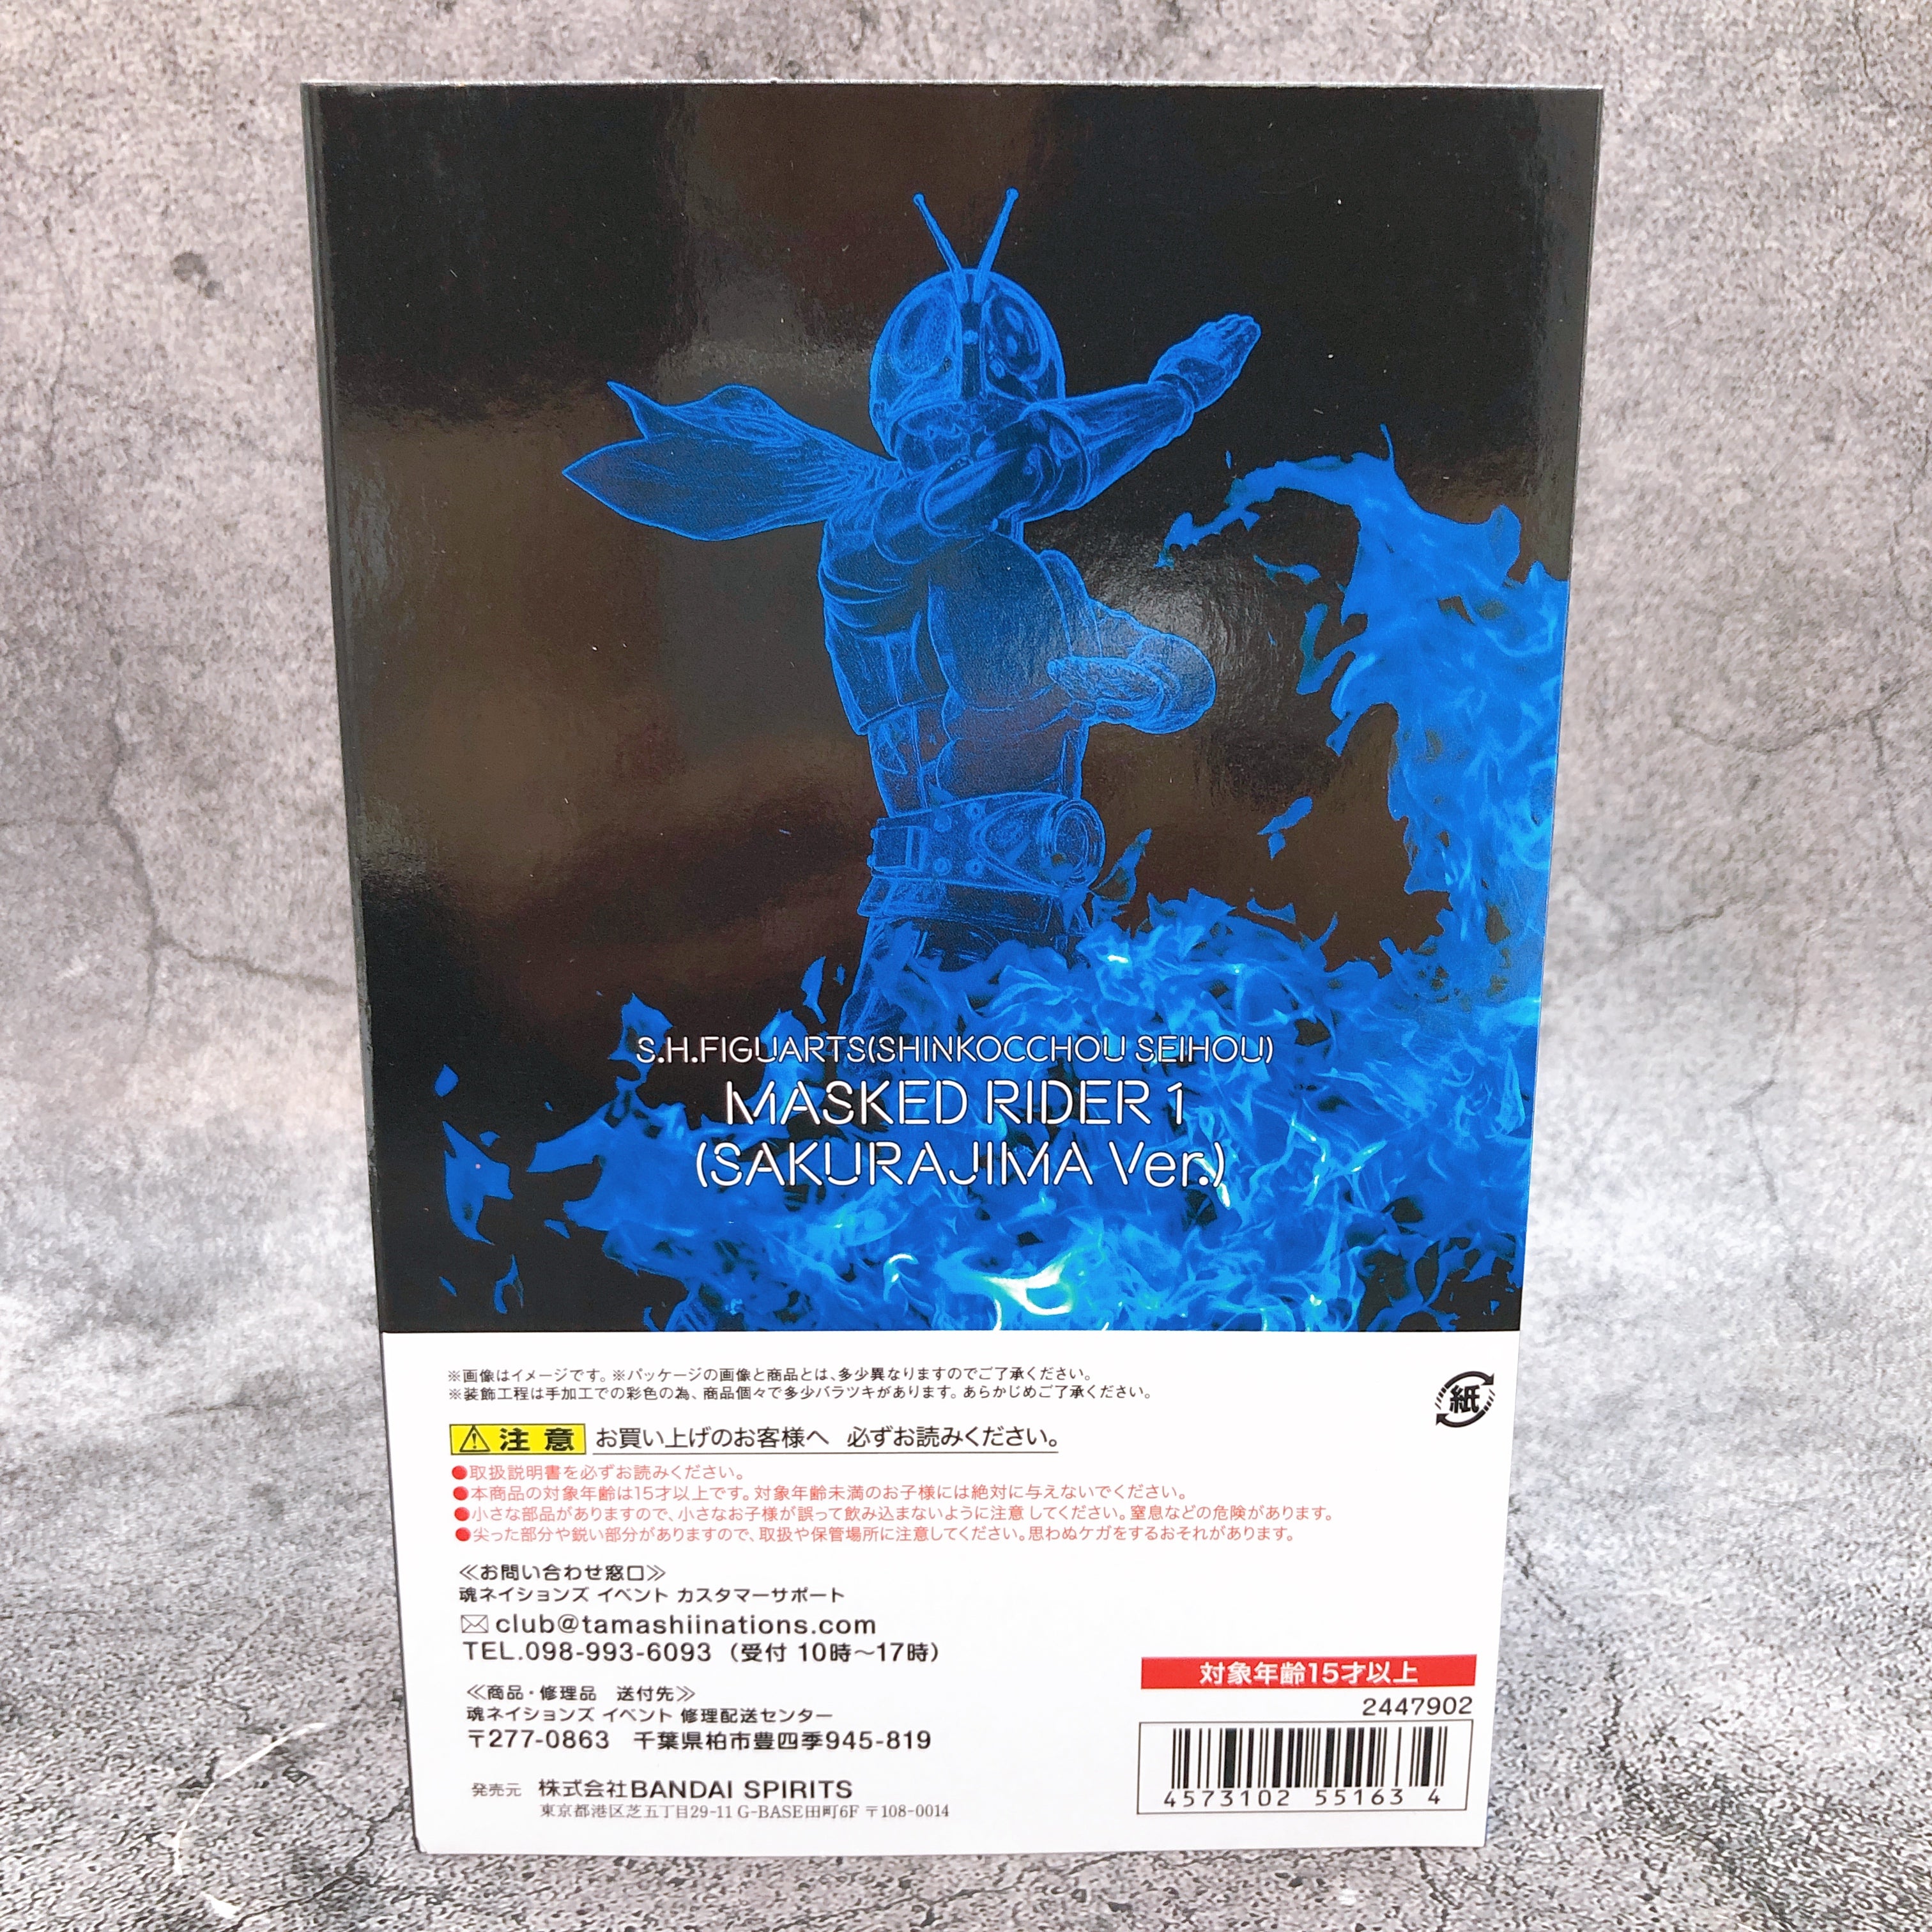 S.H.FIGUARTS(SHINKOCCHOU SEIHOU)
MASKED RIDER 1
(SAKURAJIMA Ver.)
※画像はイメージです。※パッケージの画像と商品とは、多少異なりますのでご了承ください。
※装飾工程は手加工での彩色の為、商品個々で多少バラツキがあります。あらかじめご了承ください。
紙
注意 お買い上げのお客様へ 必ずお読みください。
●取扱説明書を必ずお読みください。
●本商品の対象年齢は15才以上です。対象年齢未満のお子様には絶対に与えないでください。
●小さな部品がありますので、小さなお子様が誤って飲み込まないように注意してください。窒息などの危険があります。
●尖った部分や鋭い部分がありますので、取扱や保管場所に注意してください。思わぬケガをするおそれがあります。
≪お問い合わせ窓口≫
魂ネイションズ イベント カスタマーサポート
club@tamashiinations.com
TEL.098-993-6093（受付 10時～17時）
≪商品・修理品 送付先≫
魂ネイションズ イベント 修理配送センター
〒277-0863 千葉県柏市豊四季945-819
発売元 株式会社BANDAI SPIRITS
東京都港区芝五丁目29-11 G-BASE田町6F 〒108-0014
対象年齢15才以上
2447902
4573102 55163 4